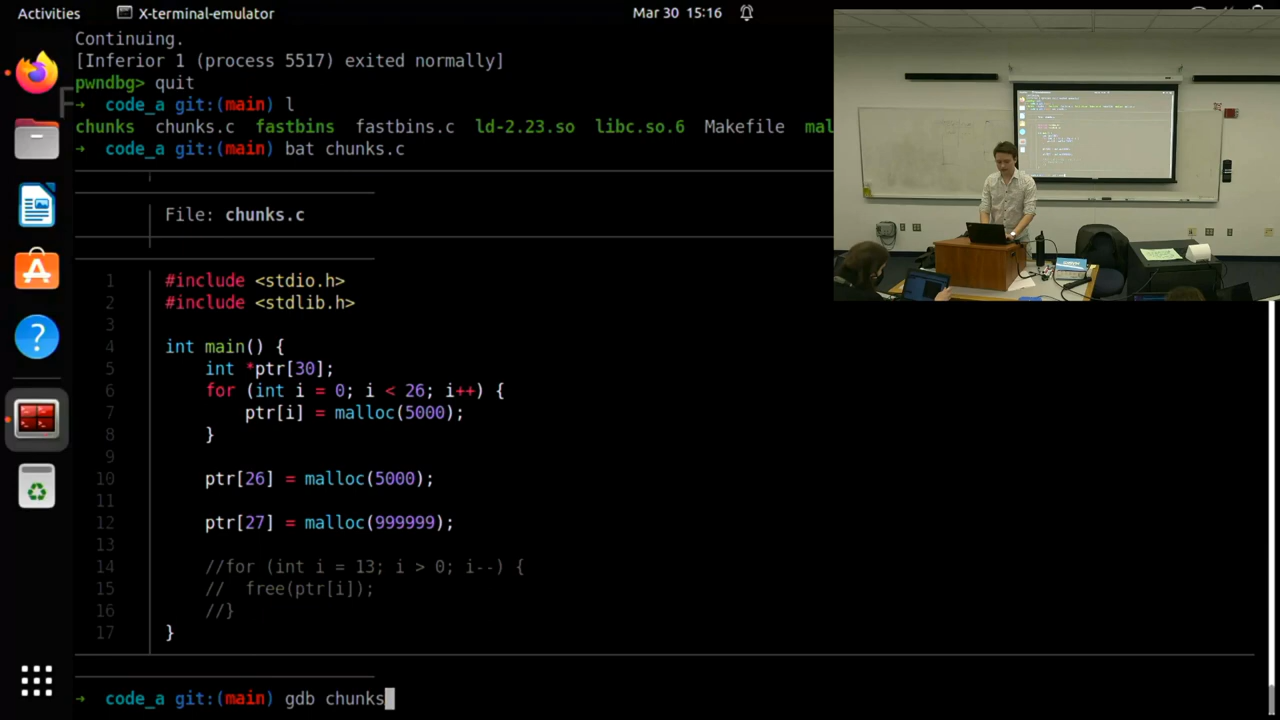 Activities
X-terminal-emulator
Mar 30 15:16
Continuing.
[Inferior 1 (process 5517) exited normally]
pwndbg> quit
→ code_a git:(main) l
chunks chunks.c fastbins fastbins.c ld-2.23.so libc.so.6 Makefile mal
→ code_a git:(main) bat chunks.c
File: chunks.c
1 #include <stdio.h>
2 #include <stdlib.h>
3
4 int main() {
5 int *ptr[30];
6 for (int i = 0; i < 26; i++) {
7 ptr[i] = malloc(5000);
8 }
9
10 ptr[26] = malloc(5000);
11
12 ptr[27] = malloc(999999);
13
14 //for (int i = 13; i > 0; i--) {
15 // free(ptr[i]);
16 //}
17 }
→ code_a git:(main) gdb chunks